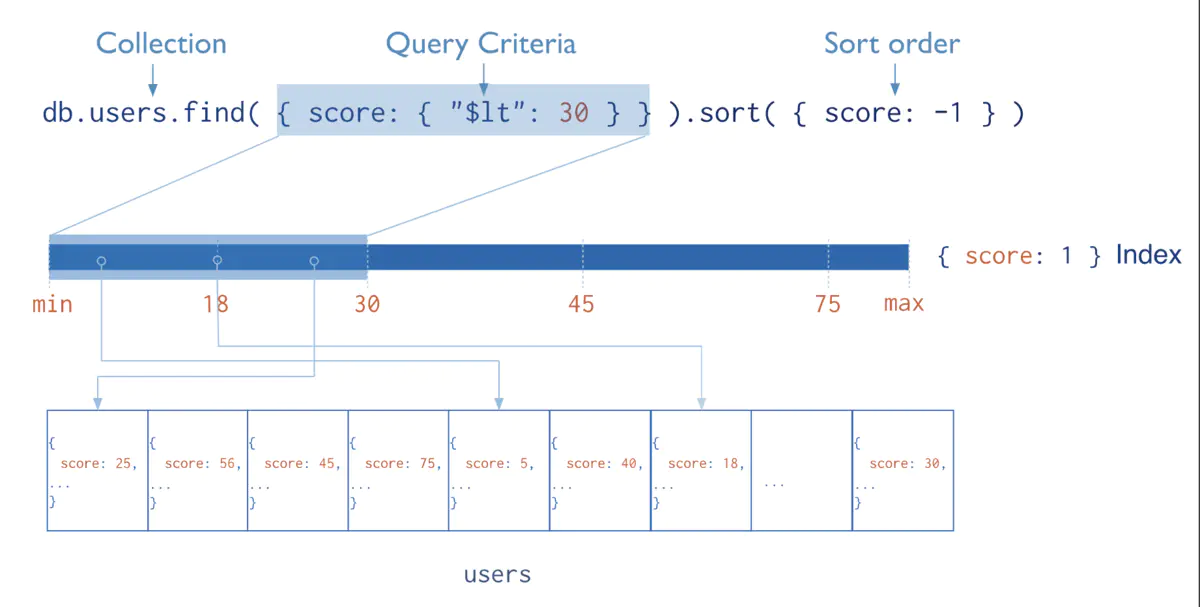 Collection Query Criteria Sort order
db.users.find( { score: { "$lt": 30 } } ).sort( { score: -1 } )
{ score: 1 } Index
min 18 30 45 75 max
{ { { { { { { {
score: 25, score: 56, score: 45, score: 75, score: 5, score: 40, score: 18, score: 30,
... ... ... ... ... ... ... ... ...
} } } } } } } }
users